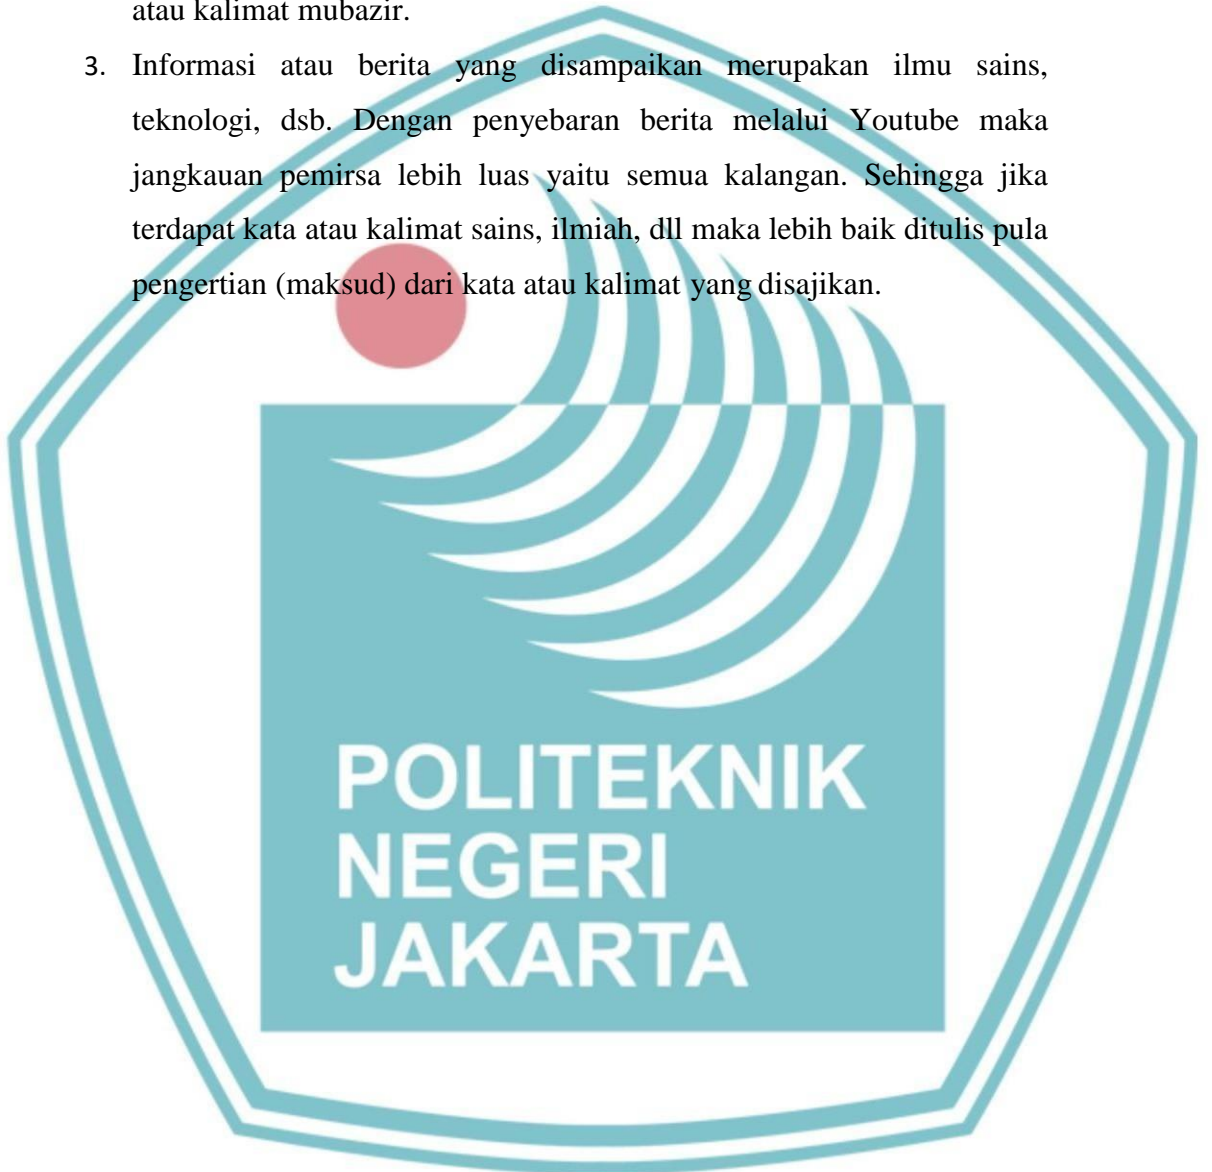 atau kalimat mubazir.
3. Informasi atau berita yang disampaikan merupakan ilmu sains,
teknologi, dsb. Dengan penyebaran berita melalui Youtube maka
jangkauan pemirsa lebih luas yaitu semua kalangan. Sehingga jika
terdapat kata atau kalimat sains, ilmiah, dll maka lebih baik ditulis pula
pengertian (maksud) dari kata atau kalimat yang disajikan.
POLITEKNIK
NEGERI
JAKARTA